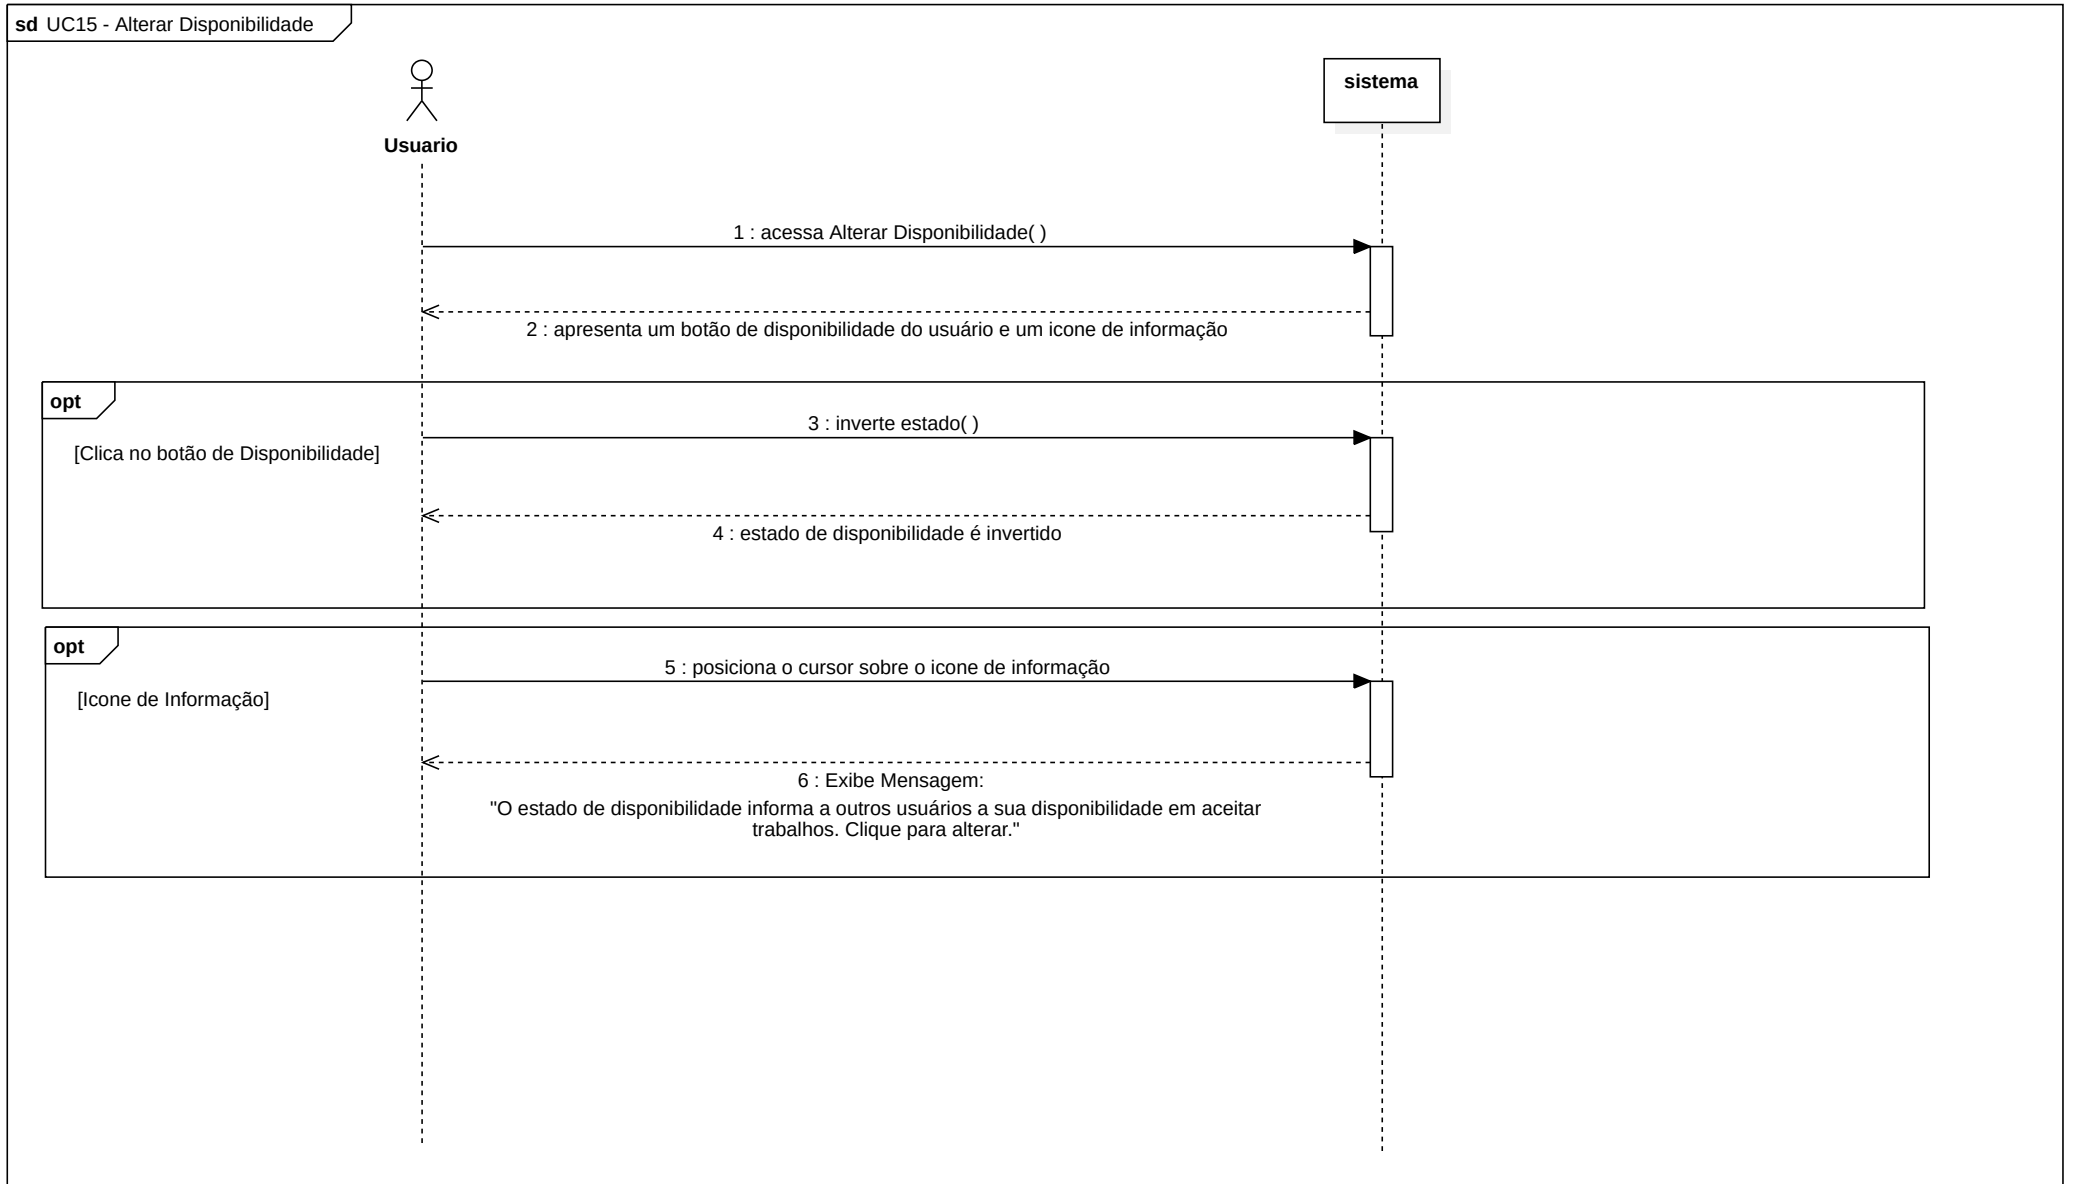 sd UC15 - Alterar Disponibilidade
sistema
Usuario
1 : acessa Alterar Disponibilidade( )
2 : apresenta um botão de disponibilidade do usuário e um icone de informação
opt
3 : inverte estado( )
[Clica no botão de Disponibilidade]
4 : estado de disponibilidade é invertido
opt
5 : posiciona o cursor sobre o icone de informação
[Icone de Informação]
6 : Exibe Mensagem:
"O estado de disponibilidade informa a outros usuários a sua disponibilidade em aceitar
trabalhos. Clique para alterar."